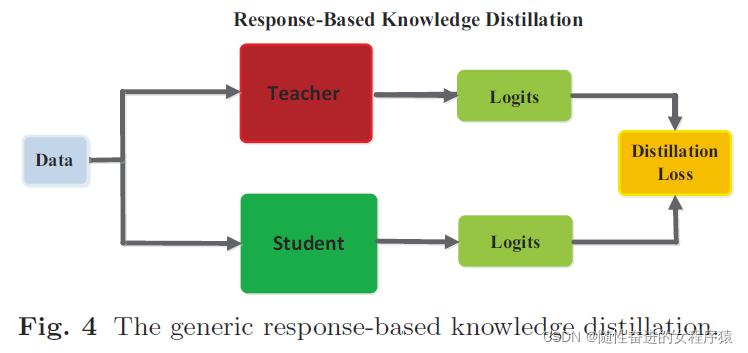 Response-Based Knowledge Distillation
Teacher
Logits
Data
Distillation
Loss
Student
Logits
Fig. 4 The generic response-based knowledge distillation.
CSDN @随性奋进的女程序猿